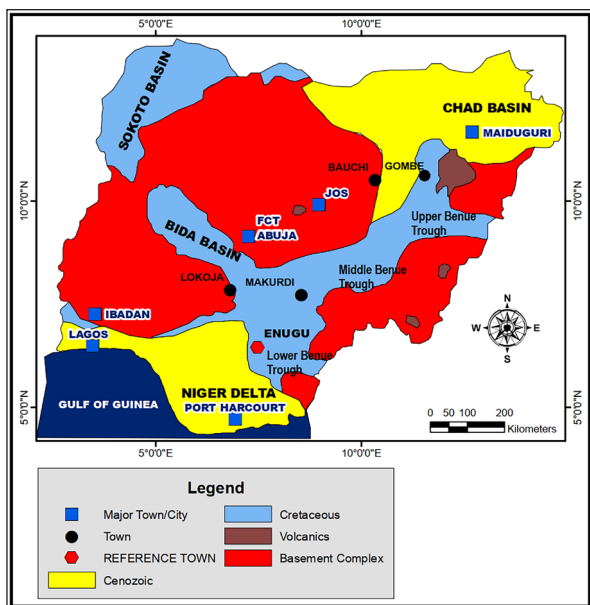 5°0'0"E 10°0'0"E
SOKOTO BASIN
CHAD BASIN
MAIDUGURI
BAUCHI
GOMBE
10°0'0"N
10°0'0"N
JOS
FCT
ABUJA
Upper Benue
Trough
BIDA BASIN
Middle Benue
Trough
LOKOJA
MAKURDI
IBADAN
LAGOS
ENUGU
Lower Benue
Trough
N
W E
S
NIGER DELTA
PORT HARCOURT
GULF OF GUINEA
5°0'0"N
5°0'0"N
0 50 100 200
Kilometers
5°0'0"E 10°0'0"E
Legend
Major Town/City
Town
REFERENCE TOWN
Cenozoic
Cretaceous
Volcanics
Basement Complex